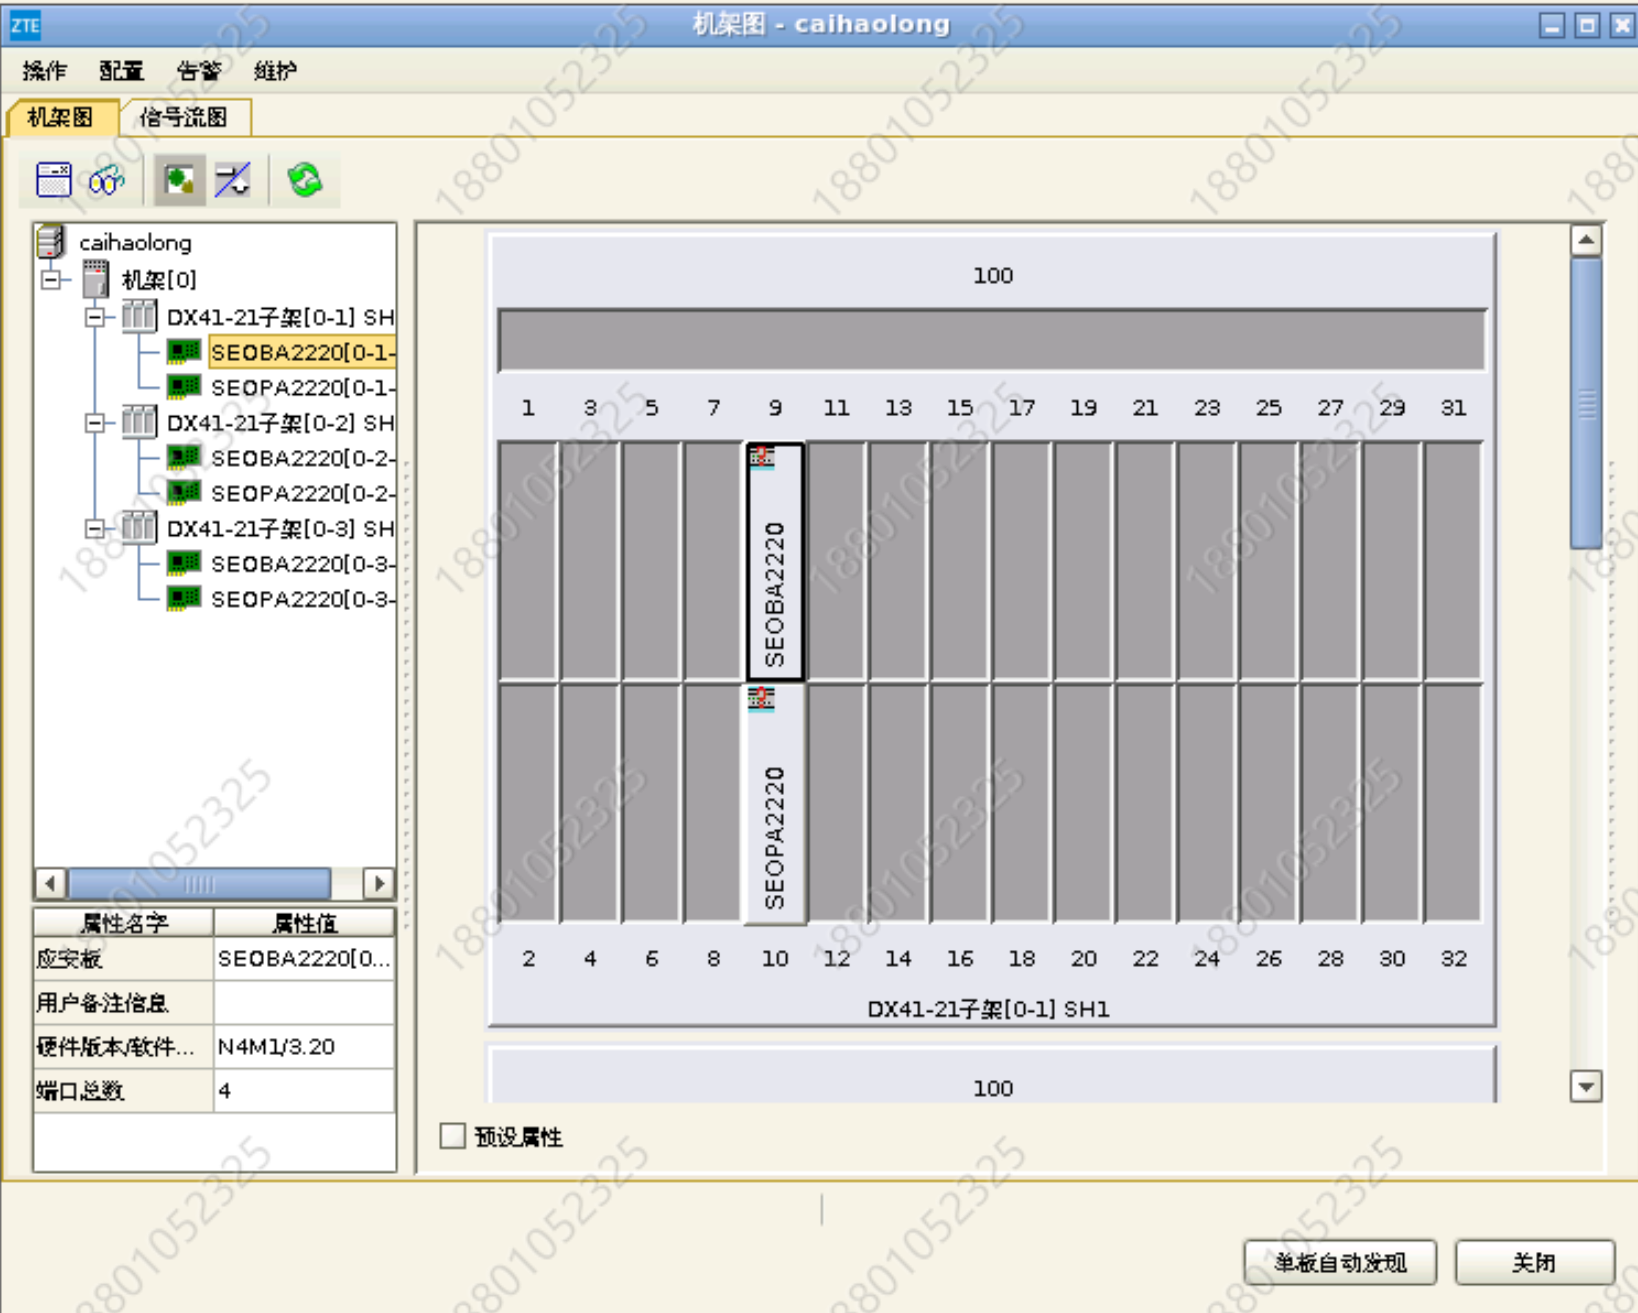 ZTE 机架图 - caihaolong
操作 配置 告警 维护
机架图 信号流图
caihaolong
机架[0]
DX41-21子架[0-1] SH
SEOBA2220[0-1-
SEOPA2220[0-1-
DX41-21子架[0-2] SH
SEOBA2220[0-2-
SEOPA2220[0-2-
DX41-21子架[0-3] SH
SEOBA2220[0-3-
SEOPA2220[0-3-
属性名字 属性值
应安板 SEOBA2220[0...
用户备注信息
硬件版本/软件... N4M1/3.20
端口总数 4
100
1 3 5 7 9 11 13 15 17 19 21 23 25 27 29 31
SEOBA2220
SEOPA2220
2 4 6 8 10 12 14 16 18 20 22 24 26 28 30 32
DX41-21子架[0-1] SH1
100
预设属性
单板自动发现 关闭
18801052325